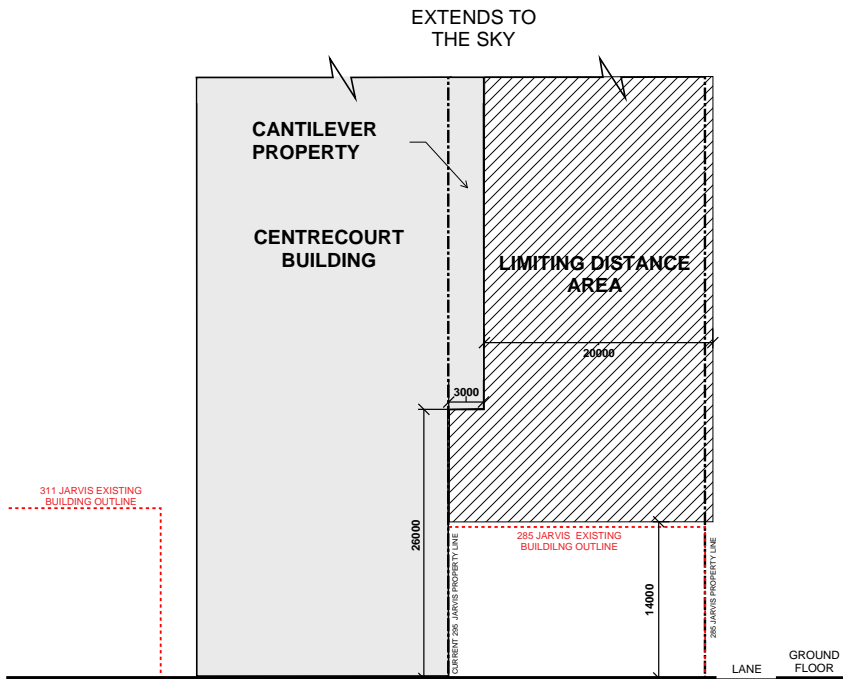 EXTENDS TO
THE SKY
CANTILEVER
PROPERTY
CENTRECOURT
BUILDING
LIMITING DISTANCE
AREA
20000
3000
311 JARVIS EXISTING
BUILDING OUTLINE
26000
CURRENT 295 JARVIS PROPERTY LINE
285 JARVIS EXISTING
BUILDILNG OUTLINE
14000
285 JARVIS PROPERTY LINE
LANE
GROUND
FLOOR